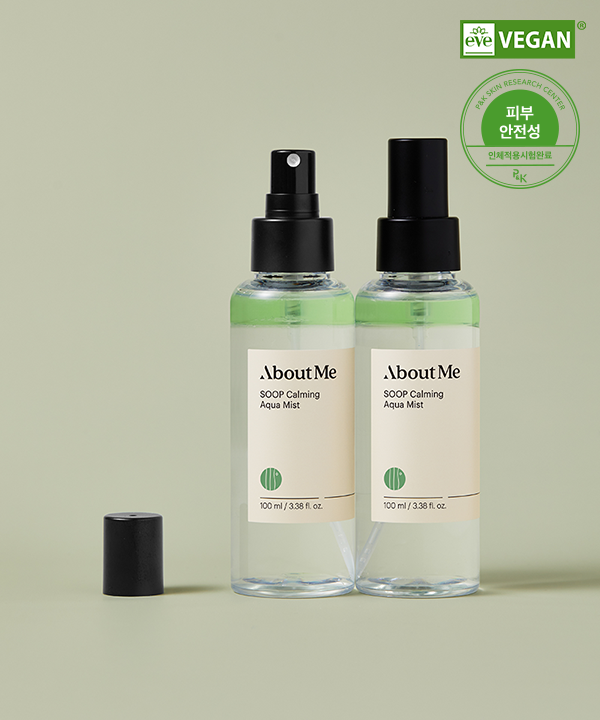 eve VEGAN®
P&K SKIN RESEARCH CENTER
피부
안전성
인체적용시험완료
P&K
About Me
SOOP Calming
Aqua Mist
100 ml / 3.38 fl. oz.
About Me
SOOP Calming
Aqua Mist
100 ml / 3.38 fl. oz.